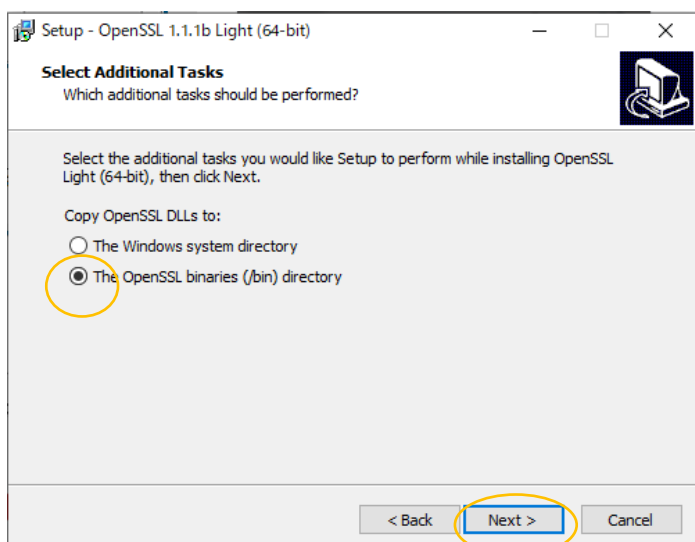 Setup - OpenSSL 1.1.1b Light (64-bit)
Select Additional Tasks
Which additional tasks should be performed?
Select the additional tasks you would like Setup to perform while installing OpenSSL
Light (64-bit), then click Next.
Copy OpenSSL DLLs to:
The Windows system directory
The OpenSSL binaries (/bin) directory
< Back Next > Cancel